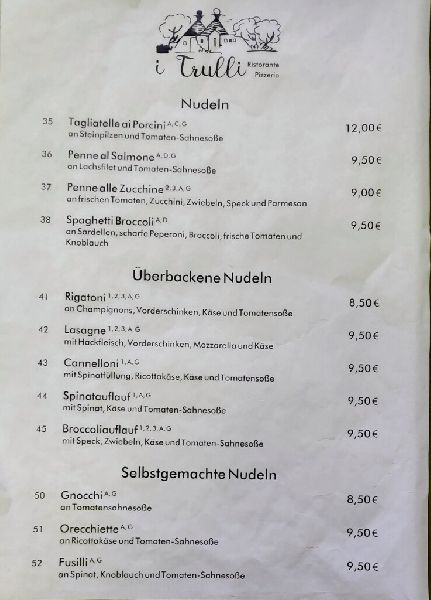 i Trulli Ristorante
Pizzeria
Nudeln
35 Tagliatelle ai Porcini A, C, G 12,00 €
an Steinpilzen und Tomaten-Sahnesoße
36 Penne al Salmone A, D, G 9,50 €
an Lachsfilet und Tomaten-Sahnesoße
37 Penne alle Zucchine 2, 3, A, G 9,00 €
an frischen Tomaten, Zucchini, Zwiebeln, Speck und Parmesan
38 Spaghetti Broccoli A, D 9,50 €
an Sardellen, scharfe Peperoni, Broccoli, frische Tomaten und
Knoblauch
Überbackene Nudeln
41 Rigatoni 1, 2, 3, A, G 8,50 €
an Champignons, Vorderschinken, Käse und Tomatensoße
42 Lasagne 1, 2, 3, A, G 9,50 €
mit Hackfleisch, Vorderschinken, Mozzarella und Käse
43 Cannelloni 1, A, G 9,50 €
mit Spinatfüllung, Ricottakäse, Käse und Tomatensoße
44 Spinatauflauf 1, A, G 9,50 €
mit Spinat, Käse und Tomaten-Sahnesoße
45 Broccoliauflauf 1, 2, 3, A, G 9,50 €
mit Speck, Zwiebeln, Käse und Tomaten-Sahnesoße
Selbstgemachte Nudeln
50 Gnocchi A, G 8,50 €
an Tomatensahnesoße
51 Orecchiette A, G 9,50 €
an Ricottakäse und Tomaten-Sahnesoße
52 Fusilli A, G 9,50 €
an Spinat, Knoblauch und Tomaten-Sahnesoße